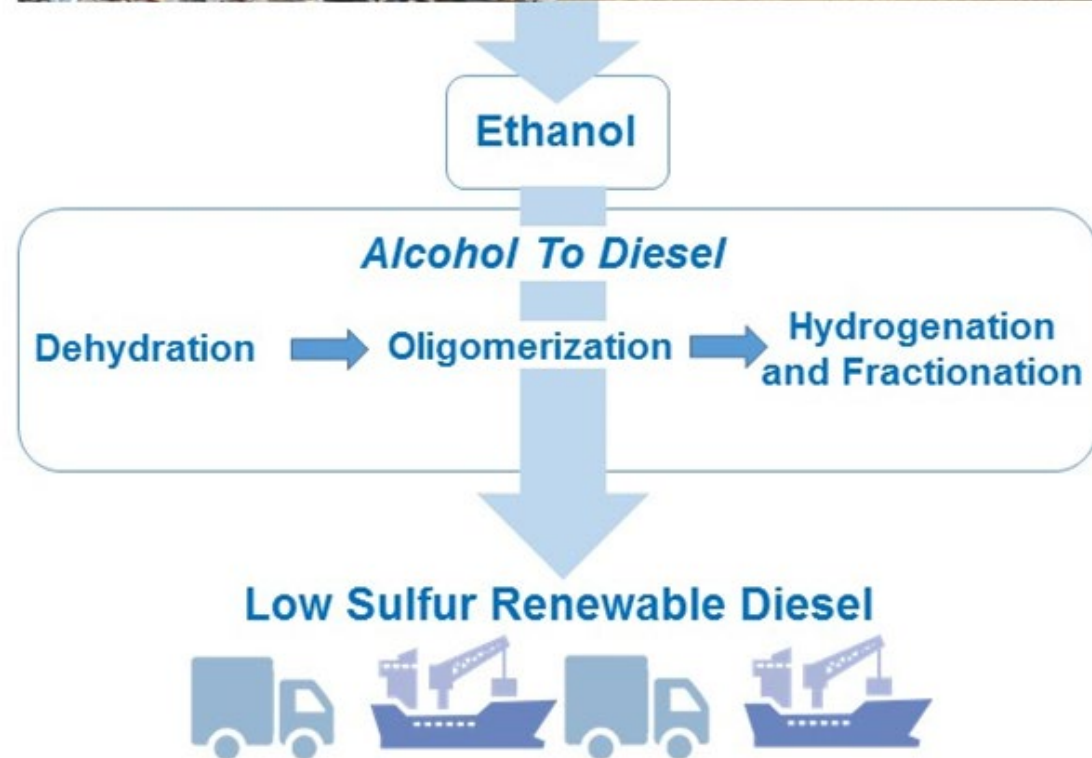 Ethanol
Alcohol To Diesel
Dehydration
Oligomerization
Hydrogenation
and Fractionation
Low Sulfur Renewable Diesel